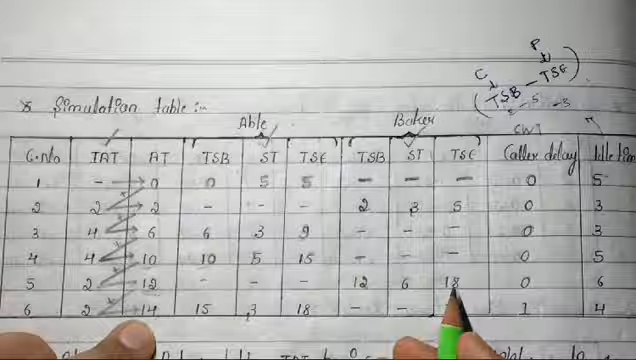 P
C
(TSB - TSE)
2 - 5 - 3
* Simulation table :-
Able Baker CWT
C.no IAT AT TSB ST TSE TSB ST TSE Caller delay Idle
1 - 0 0 5 5 - - - 0 5
2 2 2 - - - 2 3 5 0 3
3 4 6 6 3 9 - - - 0 3
4 4 10 10 5 15 - - - 0 5
5 2 12 - - - 12 6 18 0 6
6 2 14 15 3 18 - - 1 4